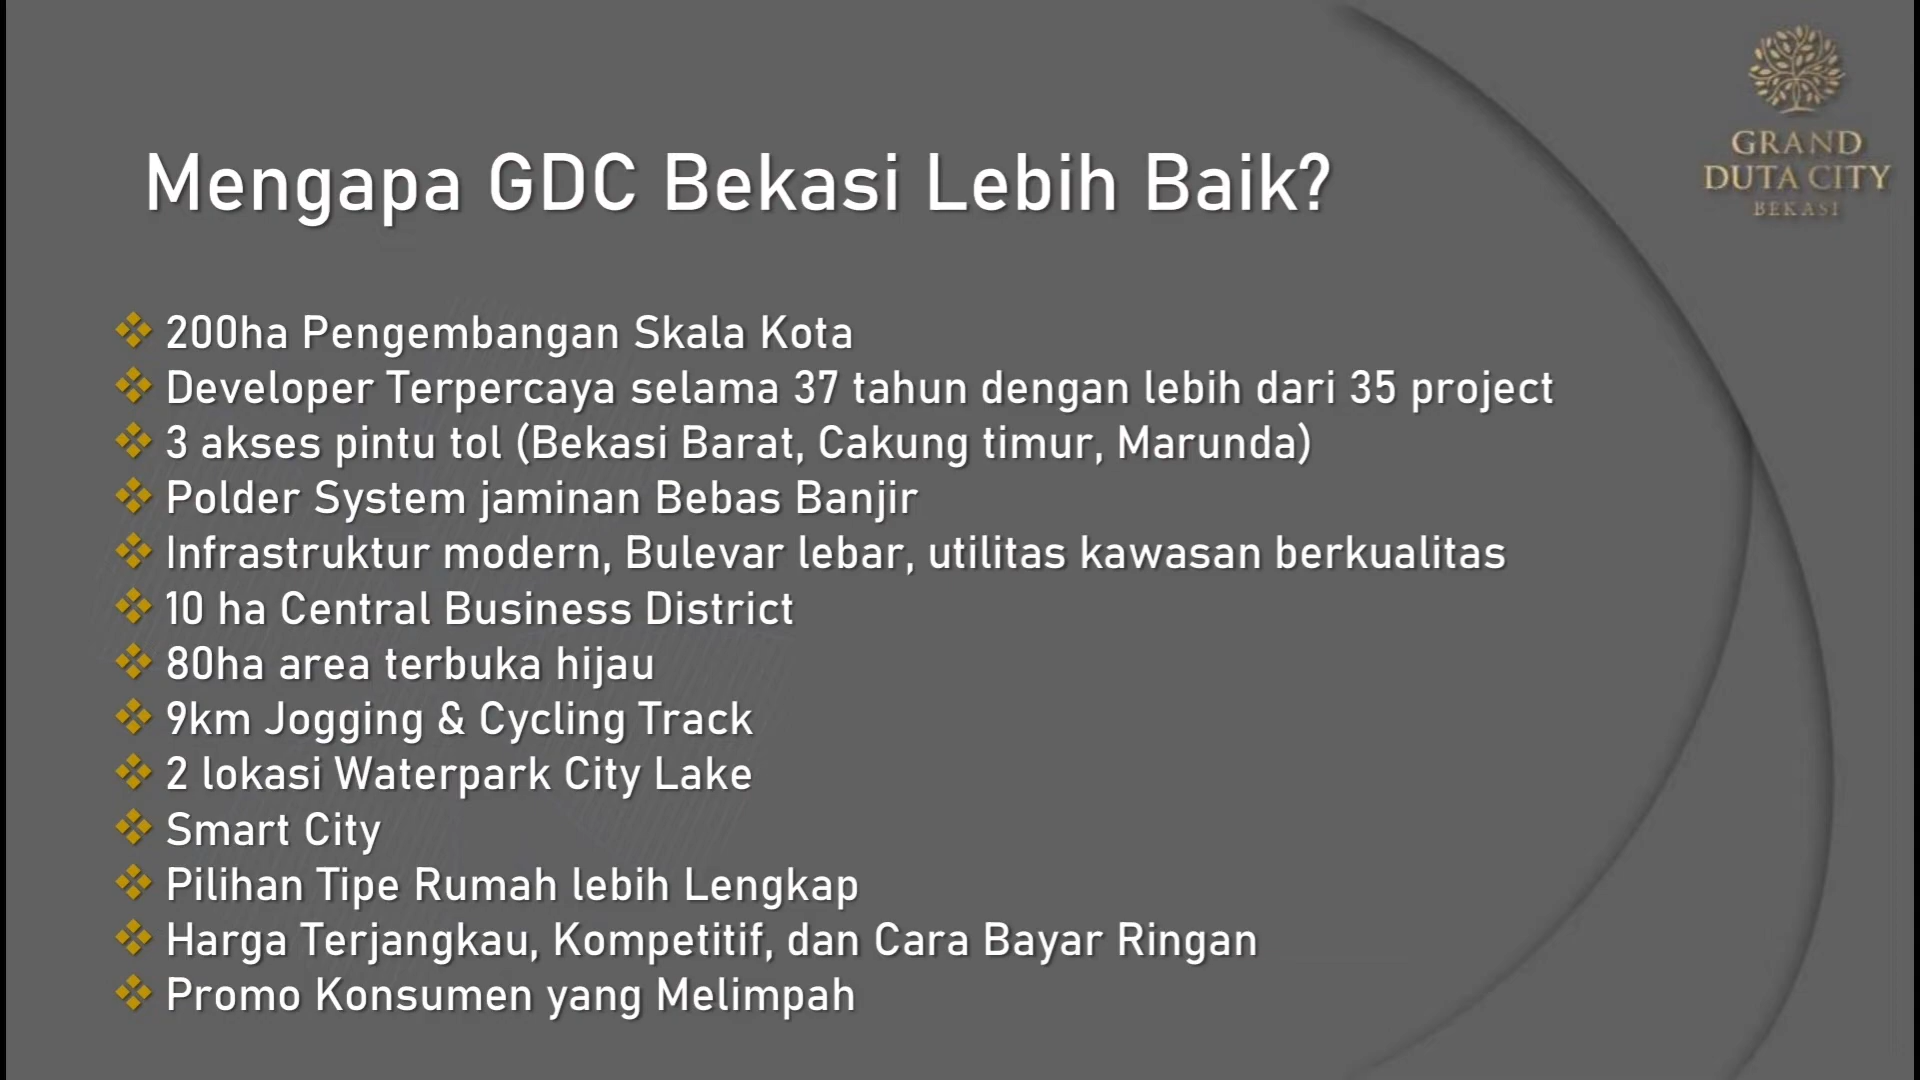 GRAND
DUTA CITY
BEKASI
Mengapa GDC Bekasi Lebih Baik?
200ha Pengembangan Skala Kota
Developer Terpercaya selama 37 tahun dengan lebih dari 35 project
3 akses pintu tol (Bekasi Barat, Cakung timur, Marunda)
Polder System jaminan Bebas Banjir
Infrastruktur modern, Bulevar lebar, utilitas kawasan berkualitas
10 ha Central Business District
80ha area terbuka hijau
9km Jogging & Cycling Track
2 lokasi Waterpark City Lake
Smart City
Pilihan Tipe Rumah lebih Lengkap
Harga Terjangkau, Kompetitif, dan Cara Bayar Ringan
Promo Konsumen yang Melimpah